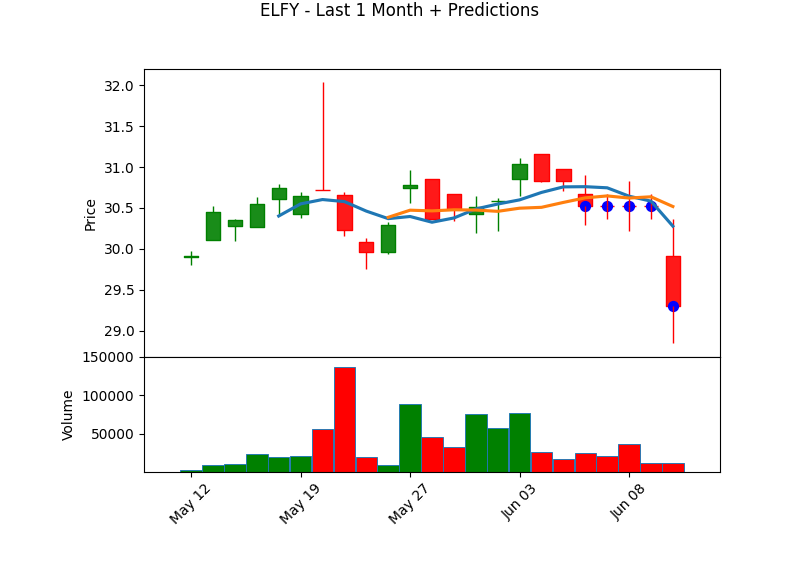 ELFY - Last 1 Month + Predictions
32.0
31.5
31.0
30.5
30.0
29.5
29.0
Price
150000
100000
50000
Volume
May 12
May 19
May 27
Jun 03
Jun 08